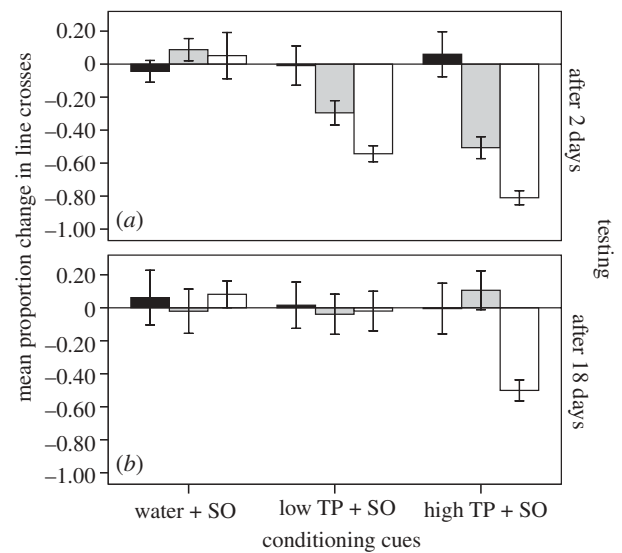 mean proportion change in line crosses
0.20
0
–0.20
–0.40
–0.60
–0.80
–1.00
(a)
after 2 days
0.20
0
–0.20
–0.40
–0.60
–0.80
–1.00
(b)
after 18 days
testing
water + SO
low TP + SO
high TP + SO
conditioning cues